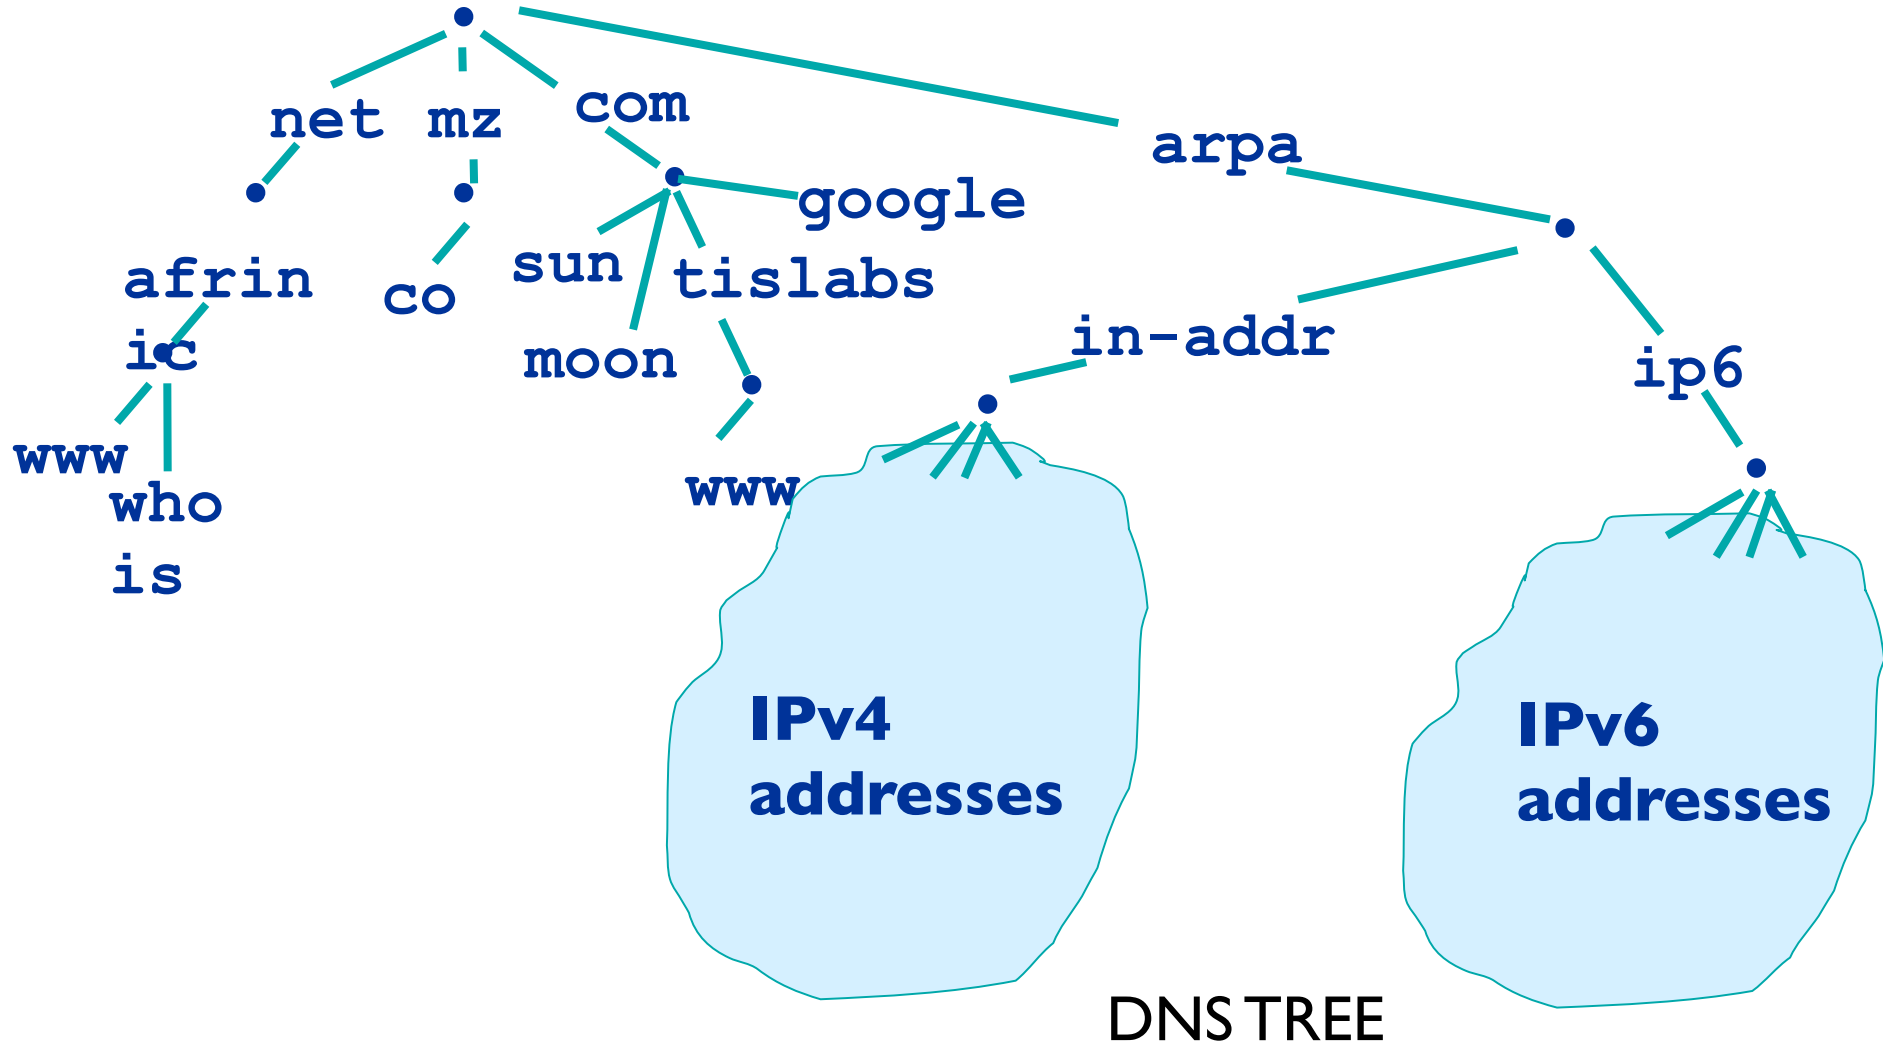 net
mz
com
arpa
google
afrin
ic
co
sun
tislabs
moon
in-addr
ip6
www
who
is
www
IPv4
addresses
IPv6
addresses
DNS TREE